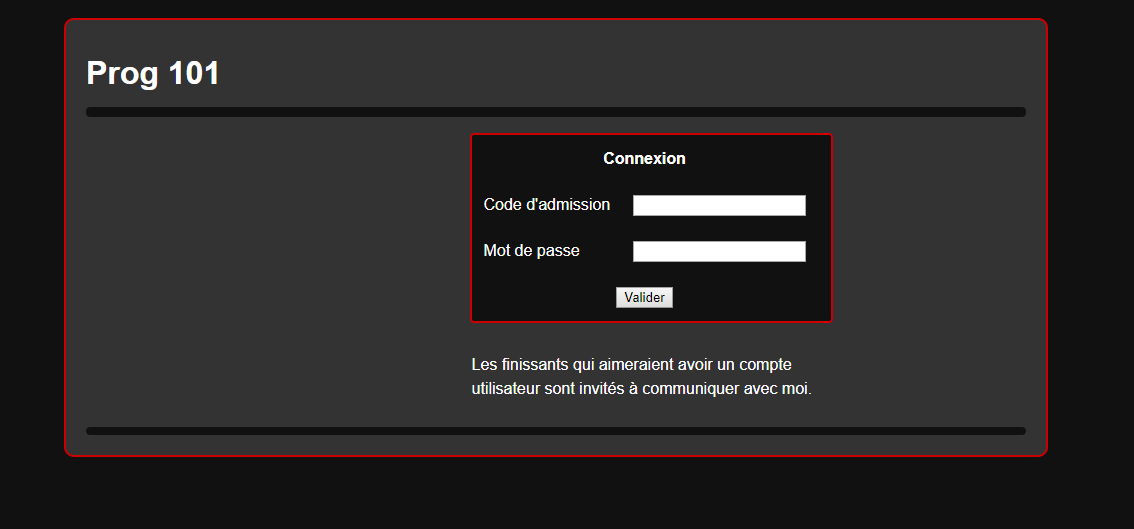 Prog 101
Connexion
Code d'admission
Mot de passe
Valider
Les finissants qui aimeraient avoir un compte
utilisateur sont invités à communiquer avec moi.